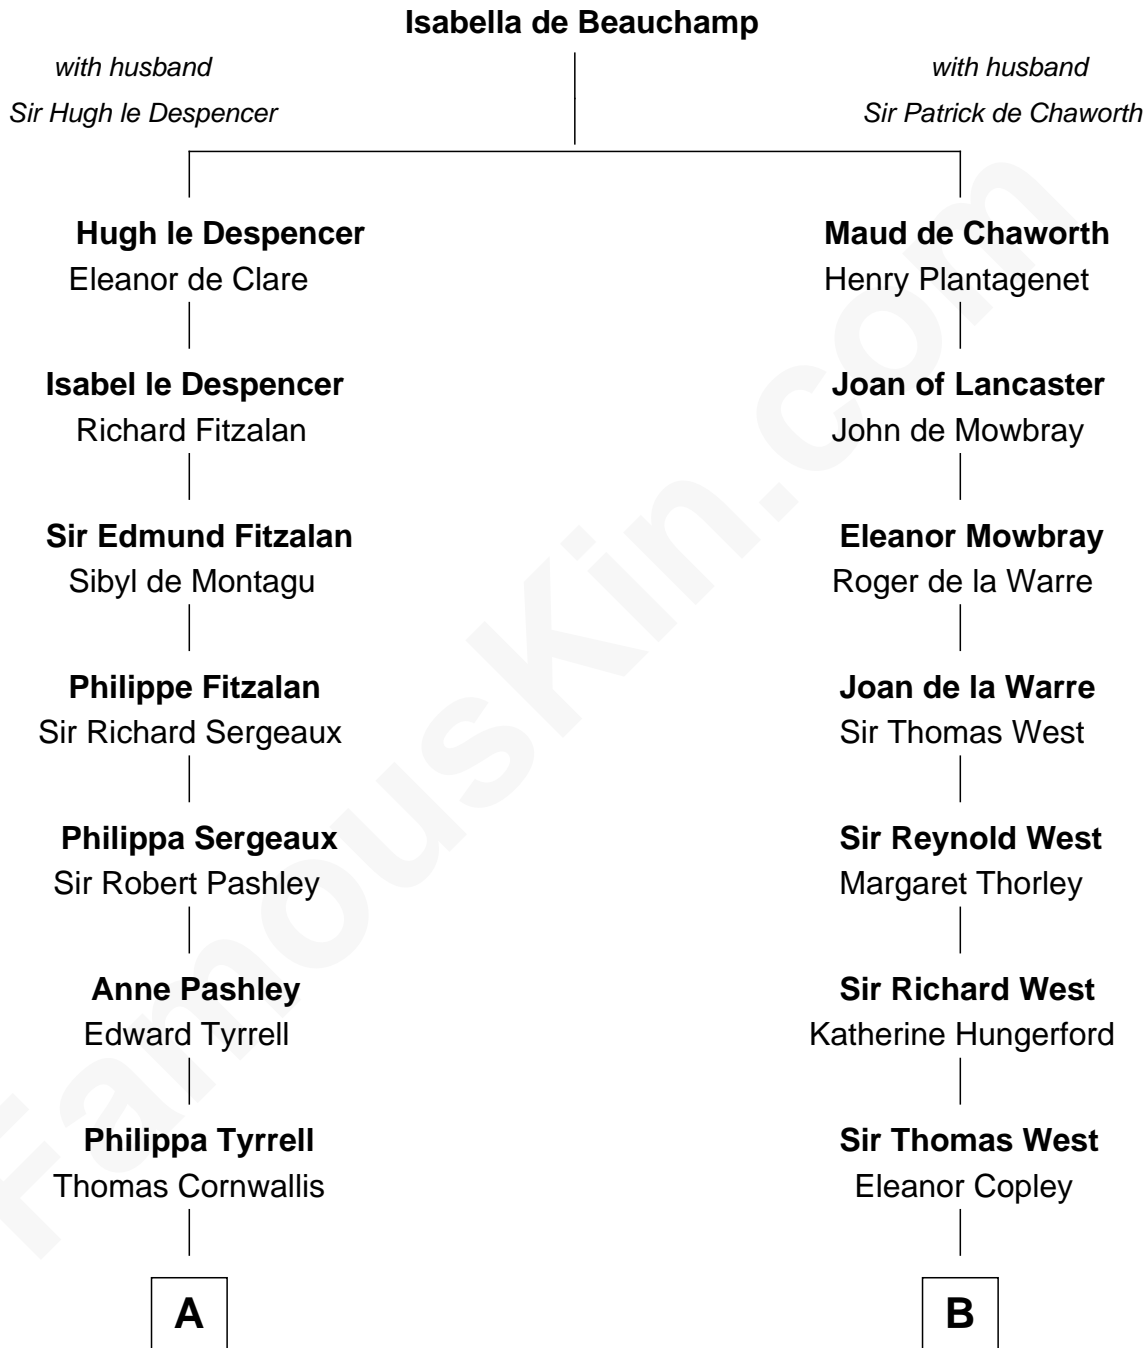 Isabella de Beauchamp
with husband
Sir Hugh le Despencer
with husband
Sir Patrick de Chaworth
Hugh le Despencer
Eleanor de Clare
Maud de Chaworth
Henry Plantagenet
Isabel le Despencer
Richard Fitzalan
Joan of Lancaster
John de Mowbray
Sir Edmund Fitzalan
Sibyl de Montagu
Eleanor Mowbray
Roger de la Warre
Philippe Fitzalan
Sir Richard Sergeaux
Joan de la Warre
Sir Thomas West
Philippa Sergeaux
Sir Robert Pashley
Sir Reynold West
Margaret Thorley
Anne Pashley
Edward Tyrrell
Sir Richard West
Katherine Hungerford
Philippa Tyrrell
Thomas Cornwallis
Sir Thomas West
Eleanor Copley
A
B
FamousKin.com